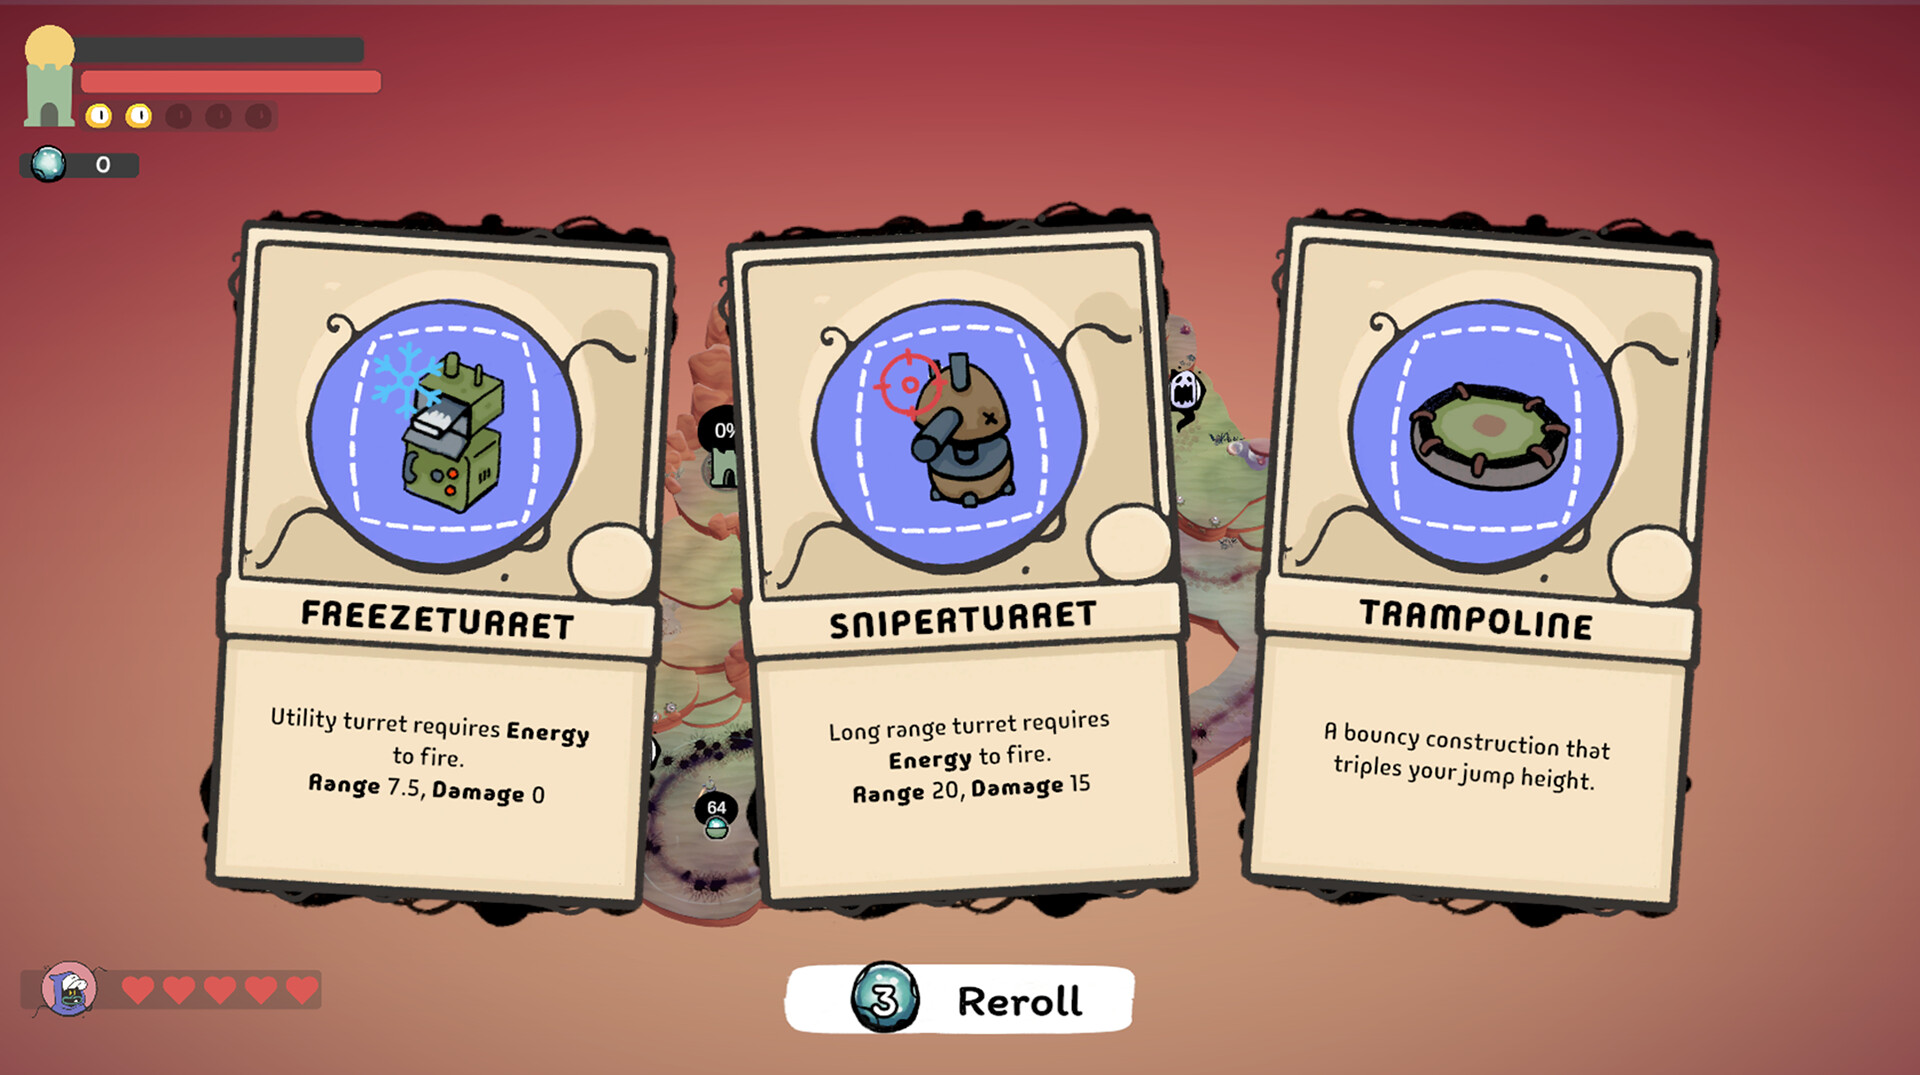 0
0%
64
FREEZETURRET
Utility turret requires Energy
to fire.
Range 7.5, Damage 0
SNIPERTURRET
Long range turret requires
Energy to fire.
Range 20, Damage 15
TRAMPOLINE
A bouncy construction that
triples your jump height.
3 Reroll